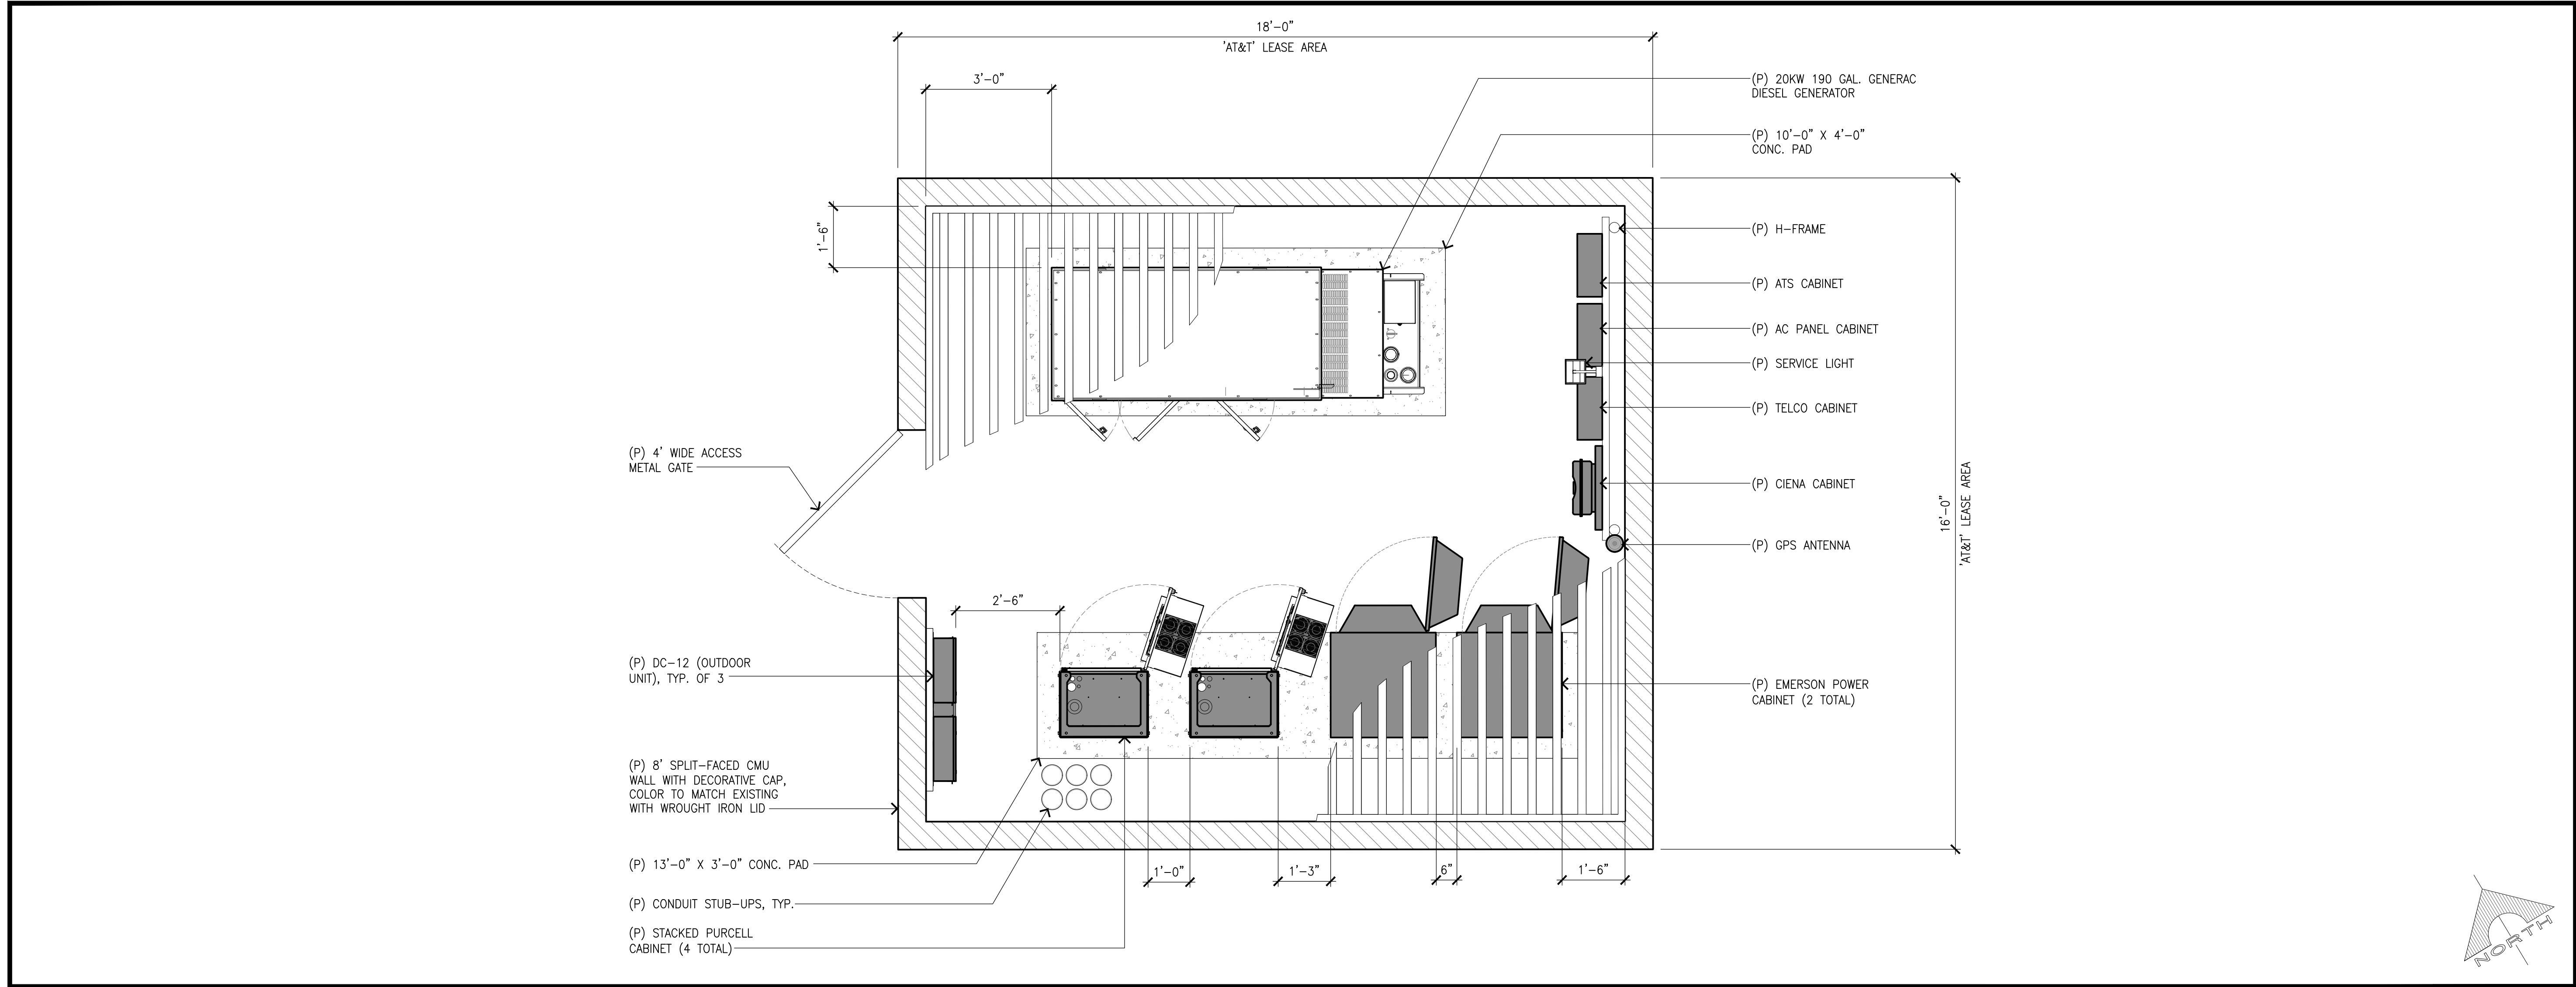 18'-0"
'AT&T' LEASE AREA
3'-0"
(P) 20KW 190 GAL. GENERAC
DIESEL GENERATOR
(P) 10'-0" X 4'-0"
CONC. PAD
1'-6"
(P) H-FRAME
(P) ATS CABINET
(P) AC PANEL CABINET
(P) SERVICE LIGHT
(P) TELCO CABINET
(P) CIENA CABINET
(P) GPS ANTENNA
16'-0"
'AT&T' LEASE AREA
(P) 4' WIDE ACCESS
METAL GATE
2'-6"
(P) DC-12 (OUTDOOR
UNIT), TYP. OF 3
(P) EMERSON POWER
CABINET (2 TOTAL)
(P) 8' SPLIT-FACED CMU
WALL WITH DECORATIVE CAP,
COLOR TO MATCH EXISTING
WITH WROUGHT IRON LID
(P) 13'-0" X 3'-0" CONC. PAD
1'-0"
1'-3"
6"
1'-6"
(P) CONDUIT STUB-UPS, TYP.
(P) STACKED PURCELL
CABINET (4 TOTAL)
NORTH